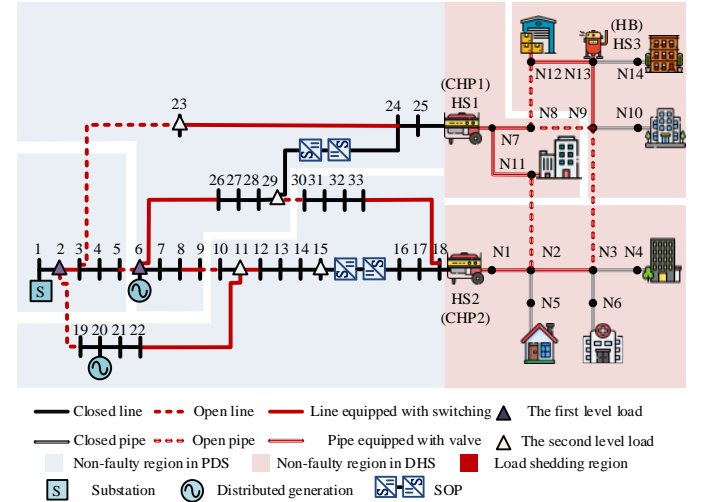 (HB)
HS3
N12 N13
N14
(CHP1)
HS1
23
24 25
N8 N9
N10
N7
N11
26 27 28 29 30 31 32 33
1 2 3 4 5 6 7 8 9 10 11 12 13 14 15 16 17 18
N1 N2 N3 N4
S
HS2
(CHP2)
N5 N6
19 20 21 22
Closed line Open line Line equipped with switching The first level load
Closed pipe Open pipe Pipe equipped with valve The second level load
Non-faulty region in PDS Non-faulty region in DHS Load shedding region
S Substation Distributed generation SOP